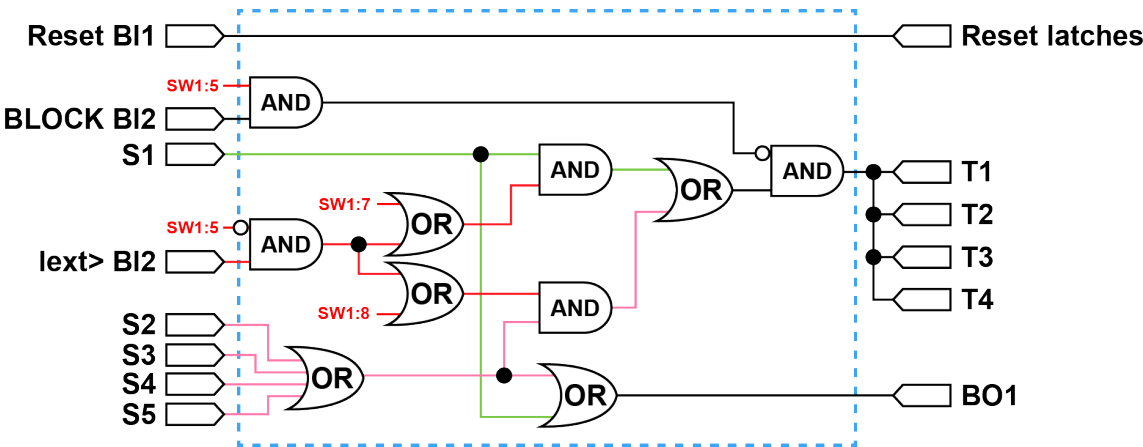 Reset BI1
Reset latches
SW1:5
AND
BLOCK BI2
S1
AND
AND
T1
OR
T2
SW1:7
OR
SW1:5
AND
Iext> BI2
T3
OR
T4
SW1:8
AND
S2
S3
OR
S4
S5
OR
BO1